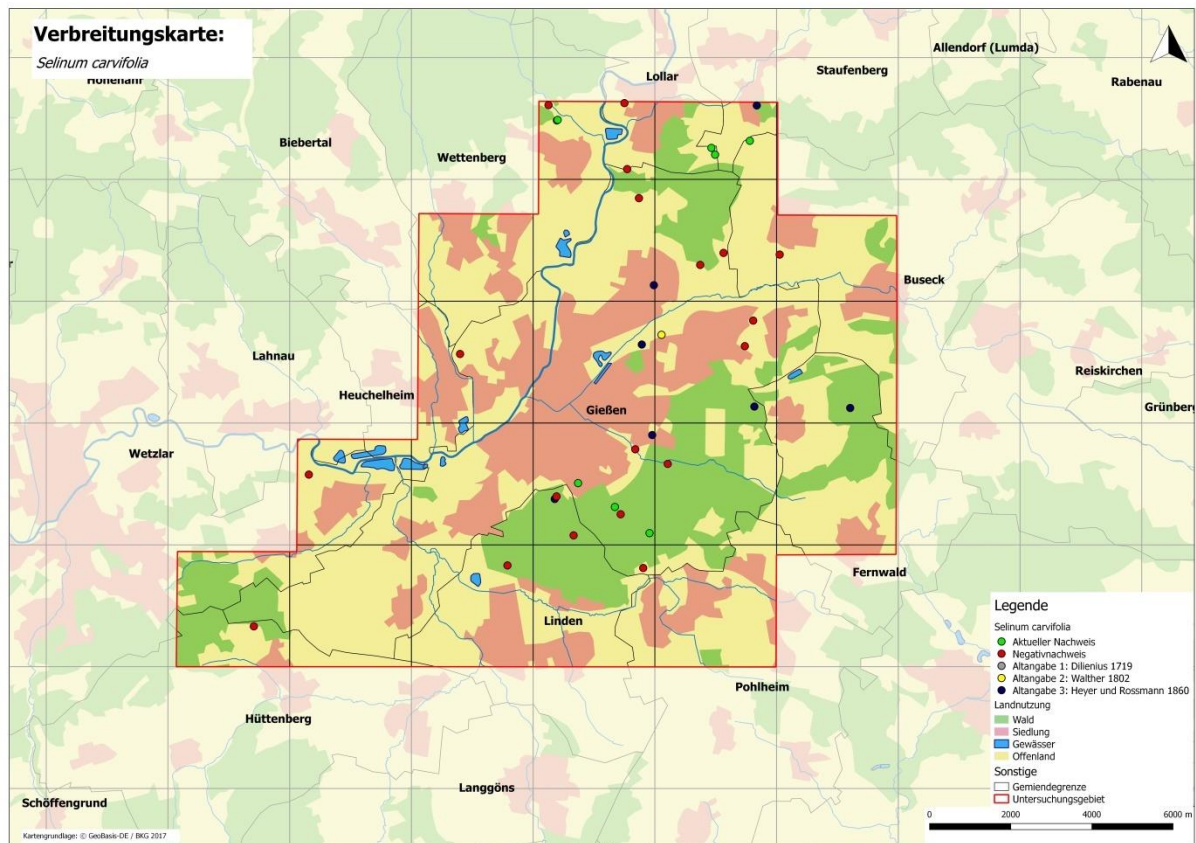 Verbreitungskarte:
Selinum carvifolia
Hohenahr
Lollar
Allendorf (Lumda)
Staufenberg
Rabenau
Biebertal
Wettenberg
Buseck
Lahnau
Heuchelheim
Reiskirchen
Gießen
Grünberg
Wetzlar
Fernwald
Linden
Pohlheim
Hüttenberg
Langgöns
Schöffengrund
Legende
Selinum carvifolia
Aktueller Nachweis
Negativnachweis
Altangabe 1: Dilienius 1719
Altangabe 2: Walther 1802
Altangabe 3: Heyer und Rossmann 1860
Landnutzung
Wald
Siedlung
Gewässer
Offenland
Sonstige
Gemiendegrenze
Untersuchungsgebiet
0 2000 4000 6000 m
Kartengrundlage: © GeoBasis-DE / BKG 2017